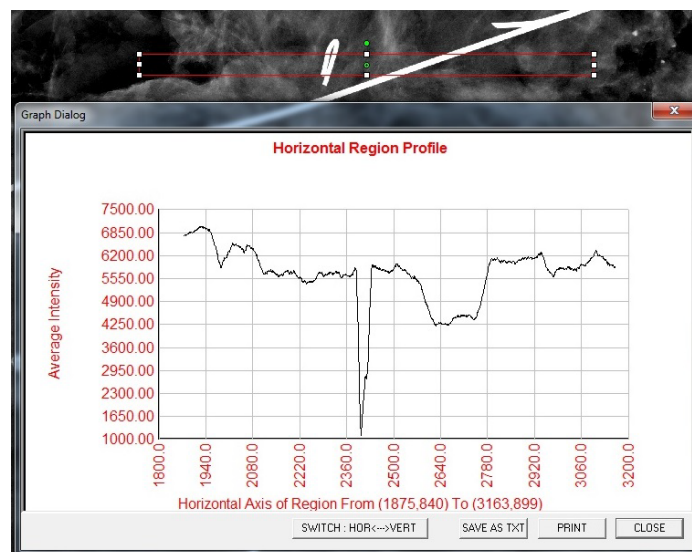 Graph Dialog
x
Horizontal Region Profile
7500.00
6850.00
6200.00
5550.00
4900.00
4250.00
3600.00
2950.00
2300.00
1650.00
1000.00
Average Intensity
1800.0 1940.0 2080.0 2220.0 2360.0 2500.0 2640.0 2780.0 2920.0 3060.0 3200.0
Horizontal Axis of Region From (1875,840) To (3163,899)
SWITCH : HOR<--->VERT SAVE AS TXT PRINT CLOSE